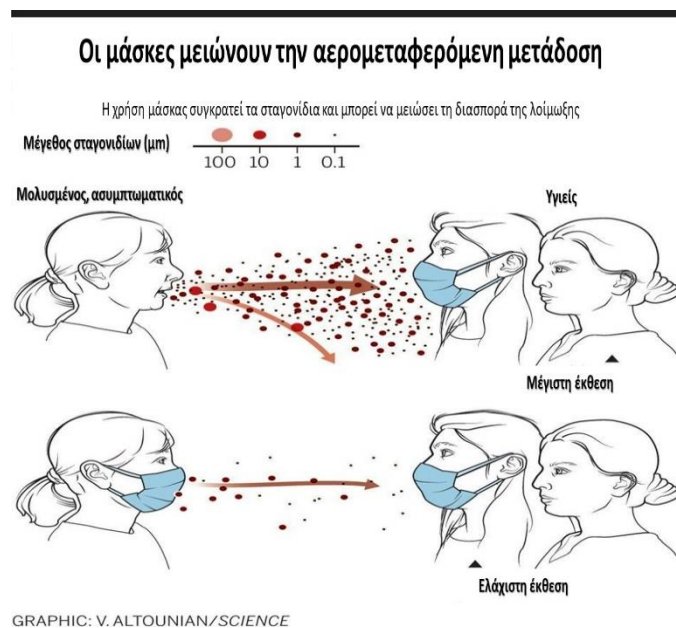 Οι μάσκες μειώνουν την αερομεταφερόμενη μετάδοση
Η χρήση μάσκας συγκρατεί τα σταγονίδια και μπορεί να μειώσει τη διασπορά της λοίμωξης
Μέγεθος σταγονιδίων (μm)
100 10 1 0.1
Μολυσμένος, ασυμπτωματικός
Υγιείς
Μέγιστη έκθεση
Ελάχιστη έκθεση
GRAPHIC: V. ALTOUNIAN/SCIENCE